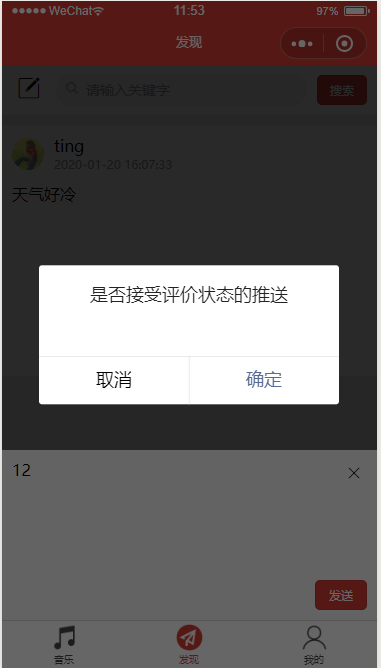 WeChat 11:53 97%
发现
请输入关键字 搜索
ting
2020-01-20 16:07:33
天气好冷
是否接受评价状态的推送
取消 确定
12
发送
音乐 发现 我的